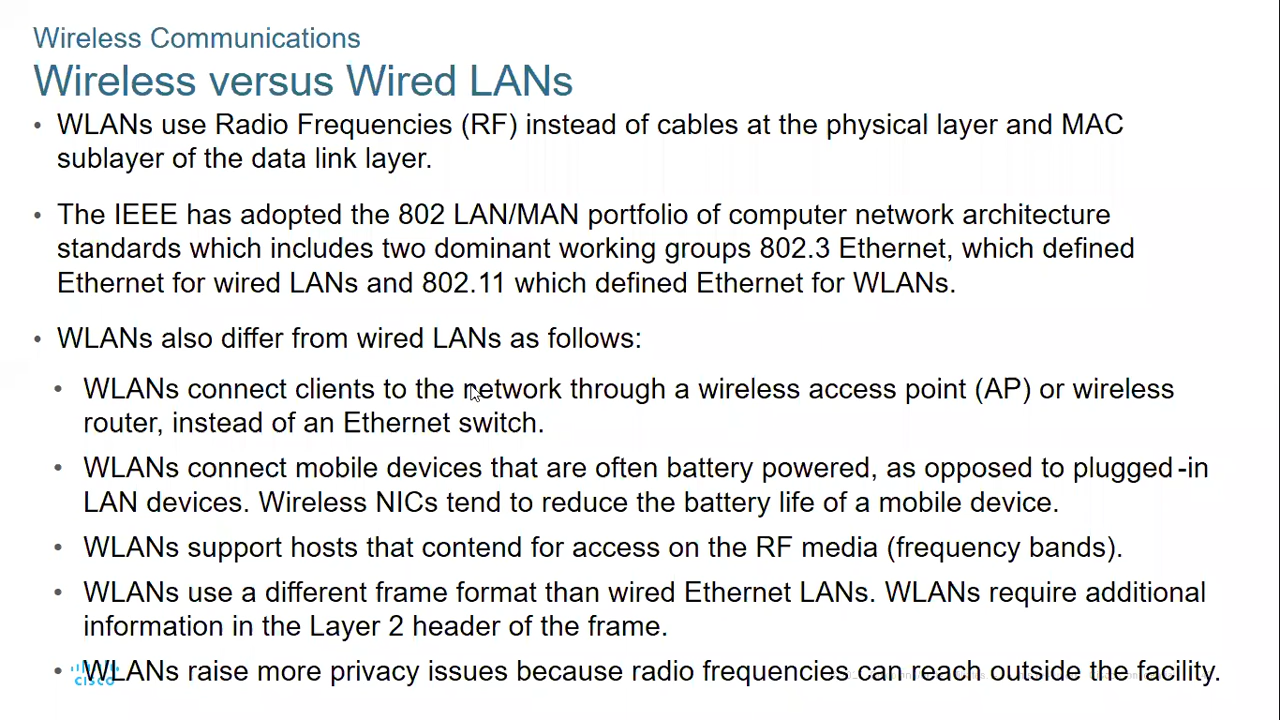 Wireless Communications
Wireless versus Wired LANs
• WLANs use Radio Frequencies (RF) instead of cables at the physical layer and MAC
sublayer of the data link layer.
• The IEEE has adopted the 802 LAN/MAN portfolio of computer network architecture
standards which includes two dominant working groups 802.3 Ethernet, which defined
Ethernet for wired LANs and 802.11 which defined Ethernet for WLANs.
• WLANs also differ from wired LANs as follows:
• WLANs connect clients to the network through a wireless access point (AP) or wireless
router, instead of an Ethernet switch.
• WLANs connect mobile devices that are often battery powered, as opposed to plugged-in
LAN devices. Wireless NICs tend to reduce the battery life of a mobile device.
• WLANs support hosts that contend for access on the RF media (frequency bands).
• WLANs use a different frame format than wired Ethernet LANs. WLANs require additional
information in the Layer 2 header of the frame.
• WLANs raise more privacy issues because radio frequencies can reach outside the facility.
CISCO